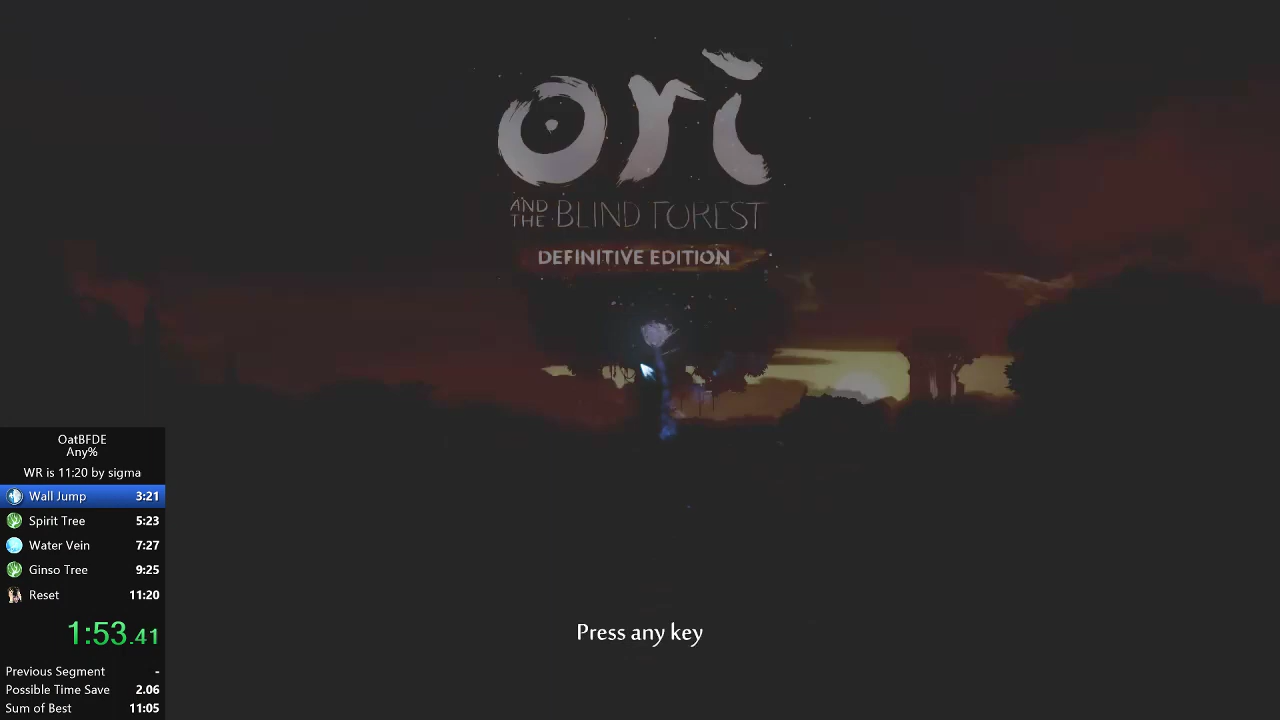 ori
AND THE BLIND FOREST
DEFINITIVE EDITION
Press any key
OatBFDE
Any%
WR is 11:20 by sigma
Wall Jump 3:21
Spirit Tree 5:23
Water Vein 7:27
Ginso Tree 9:25
Reset 11:20
1:53.41
Previous Segment -
Possible Time Save 2.06
Sum of Best 11:05